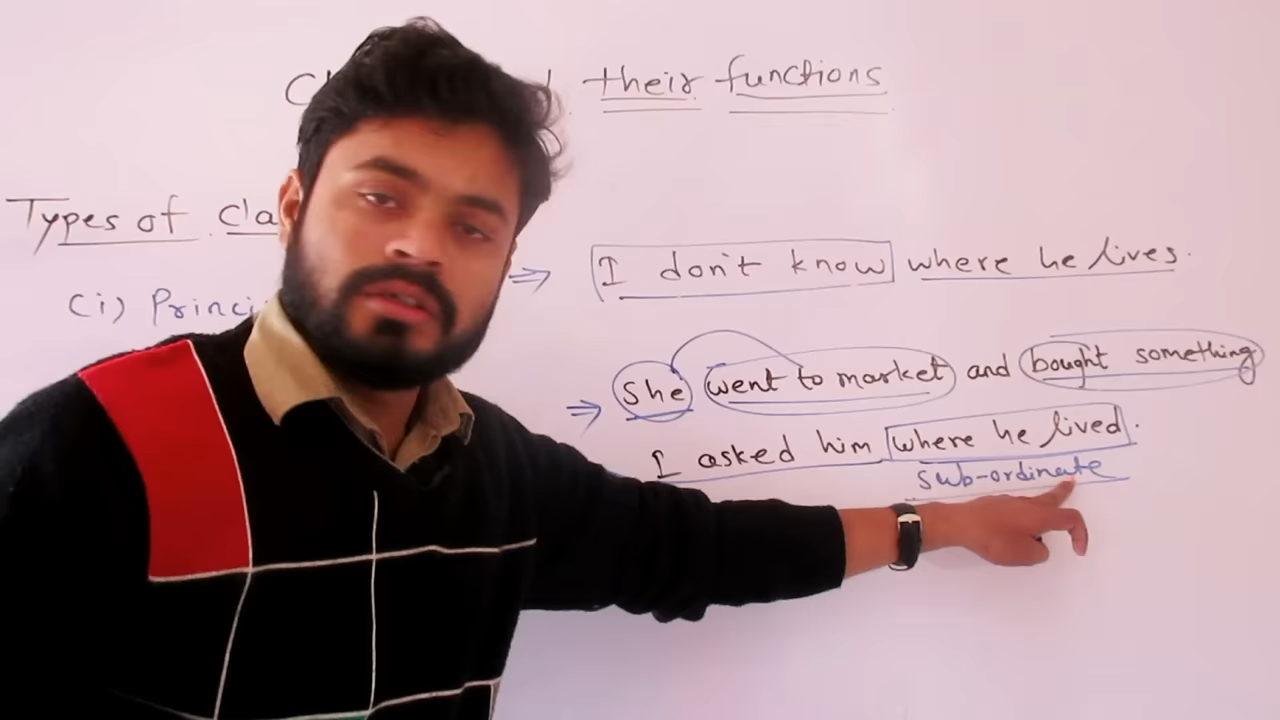 their functions
Types of
(i)
I don't know where he lives.
She went to market and bought something
I asked him where he lived.
sub-ordinate